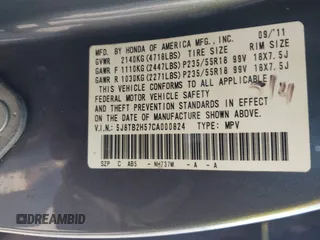 MFD. BY HONDA OF AMERICA MFG., INC. 09/'11
GVWR 2140KG (4718LBS) TIRE SIZE RIM SIZE
GAWR F 1110KG (2447LBS) P235/55R18 99V 18X7.5J
GAWR R 1030KG (2271LBS) P235/55R18 99V 18X7.5J
THIS VEHICLE CONFORMS TO ALL APPLICABLE
FEDERAL MOTOR VEHICLE SAFETY, BUMPER,
AND THEFT PREVENTION STANDARDS IN EFFECT ON
THE DATE OF MANUFACTURE SHOWN ABOVE.
V.I.N.: 5J8TB2H57CA000824 TYPE: MPV
SZP C AB5 - NH737M - A - A
DREAMBID